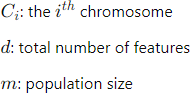 C_i: the i^{th} chromosome
d: total number of features
m: population size